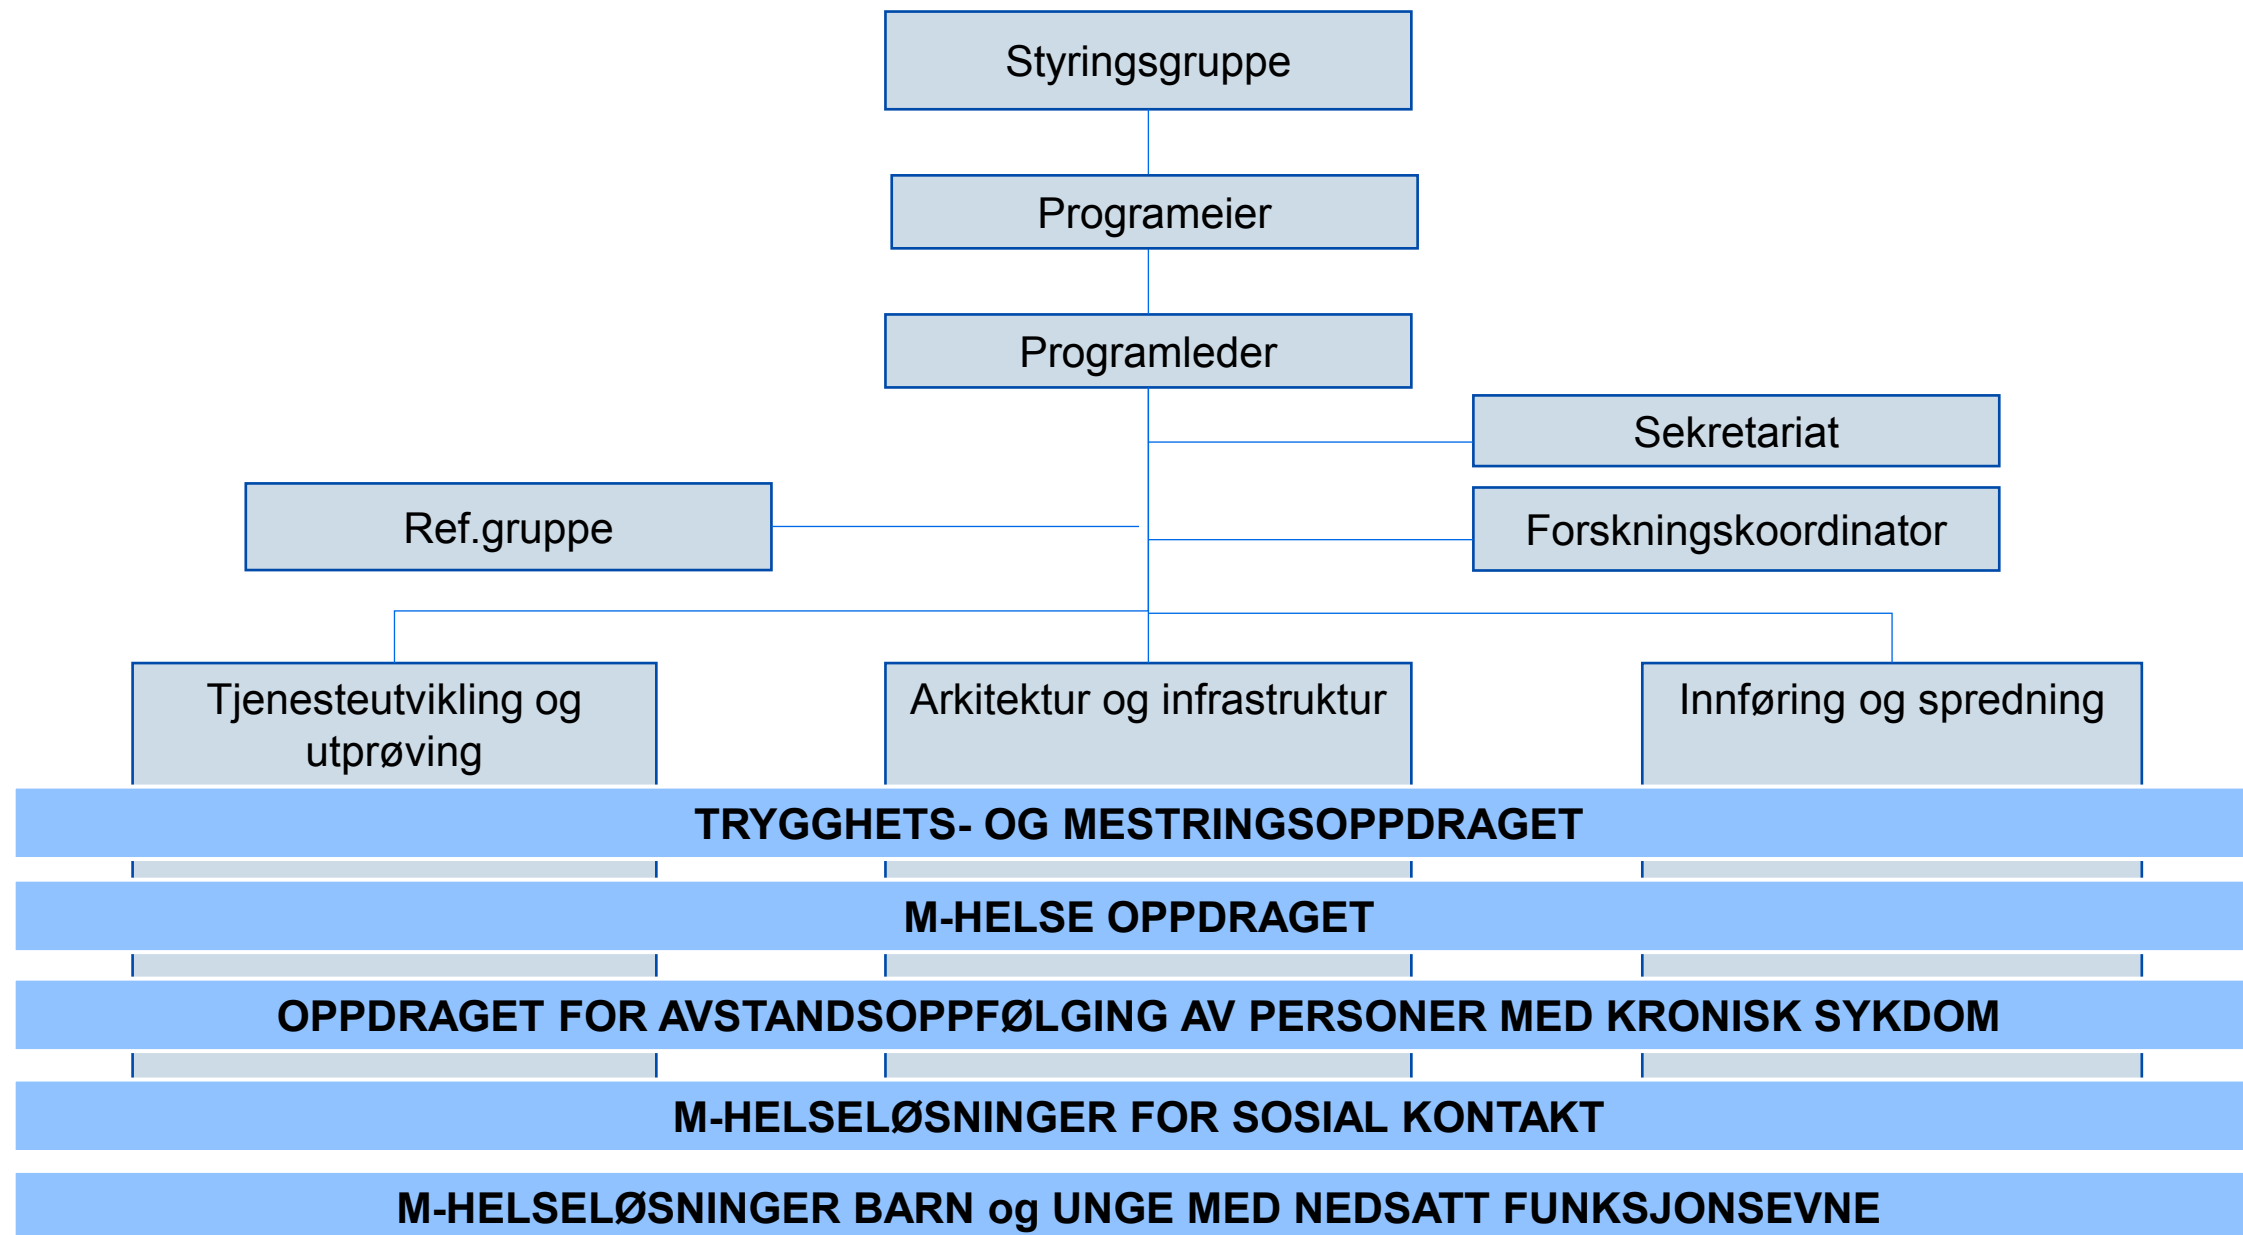 Styringsgruppe
Programeier
Programleder
Sekretariat
Ref.gruppe
Forskningskoordinator
Tjenesteutvikling og
utprøving
Arkitektur og infrastruktur
Innføring og spredning
TRYGGHETS- OG MESTRINGSOPPDRAGET
M-HELSE OPPDRAGET
OPPDRAGET FOR AVSTANDSOPPFØLGING AV PERSONER MED KRONISK SYKDOM
M-HELSELØSNINGER FOR SOSIAL KONTAKT
M-HELSELØSNINGER BARN og UNGE MED NEDSATT FUNKSJONSEVNE